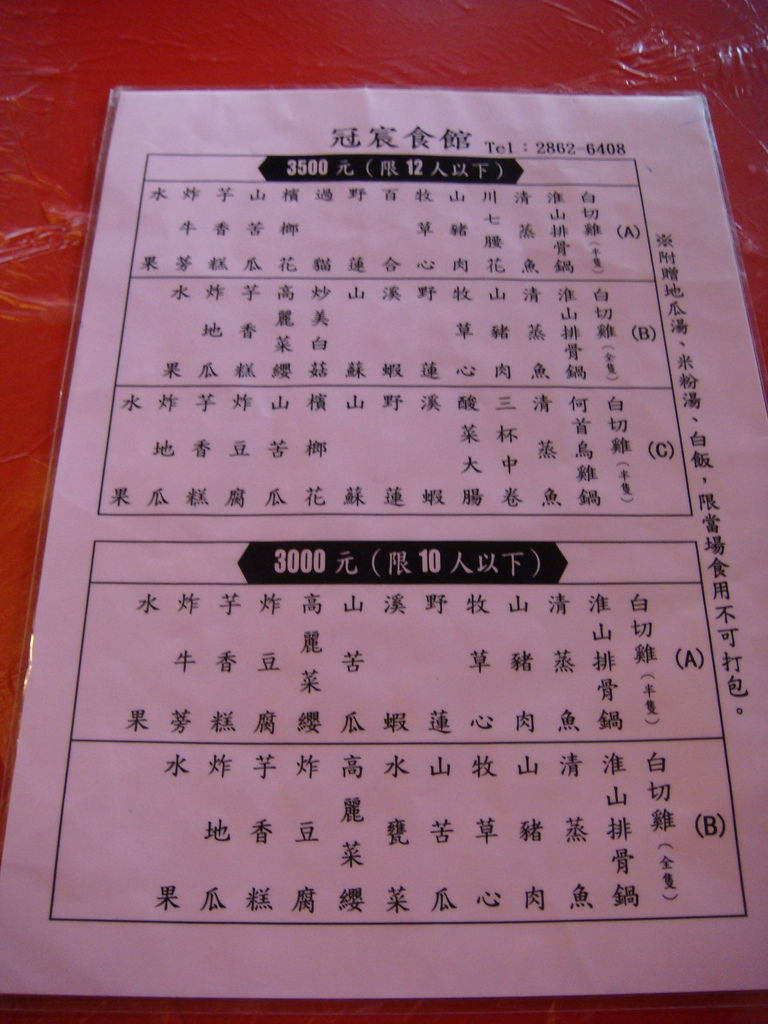 冠宸食館 Tel：2862-6408
3500 元（限 12 人以下）
(A)
白切雞（半隻）
淮山排骨鍋
清蒸魚
川七腰花
山豬肉
牧草心
百合
野蓮
過貓
檳榔花
山苦瓜
芋香糕
炸牛蒡
水果
(B)
白切雞（全隻）
淮山排骨鍋
清蒸魚
山豬肉
牧草心
野蓮
溪蝦
山蘇
炒美白菇
高麗菜纓
芋香糕
炸地瓜
水果
(C)
白切雞（半隻）
何首烏雞鍋
清蒸魚
三杯中卷
酸菜大腸
溪蝦
野蓮
山蘇
檳榔花
山苦瓜
炸豆腐
芋香糕
炸地瓜
水果
3000 元（限 10 人以下）
(A)
白切雞（半隻）
淮山排骨鍋
清蒸魚
山豬肉
牧草心
野蓮
溪蝦
山苦瓜
高麗菜纓
炸豆腐
芋香糕
炸牛蒡
水果
(B)
白切雞（全隻）
淮山排骨鍋
清蒸魚
山豬肉
牧草心
山苦瓜
水甕菜
高麗菜纓
炸豆腐
芋香糕
炸地瓜
水果
※附贈地瓜湯、米粉湯、白飯，限當場食用不可打包。